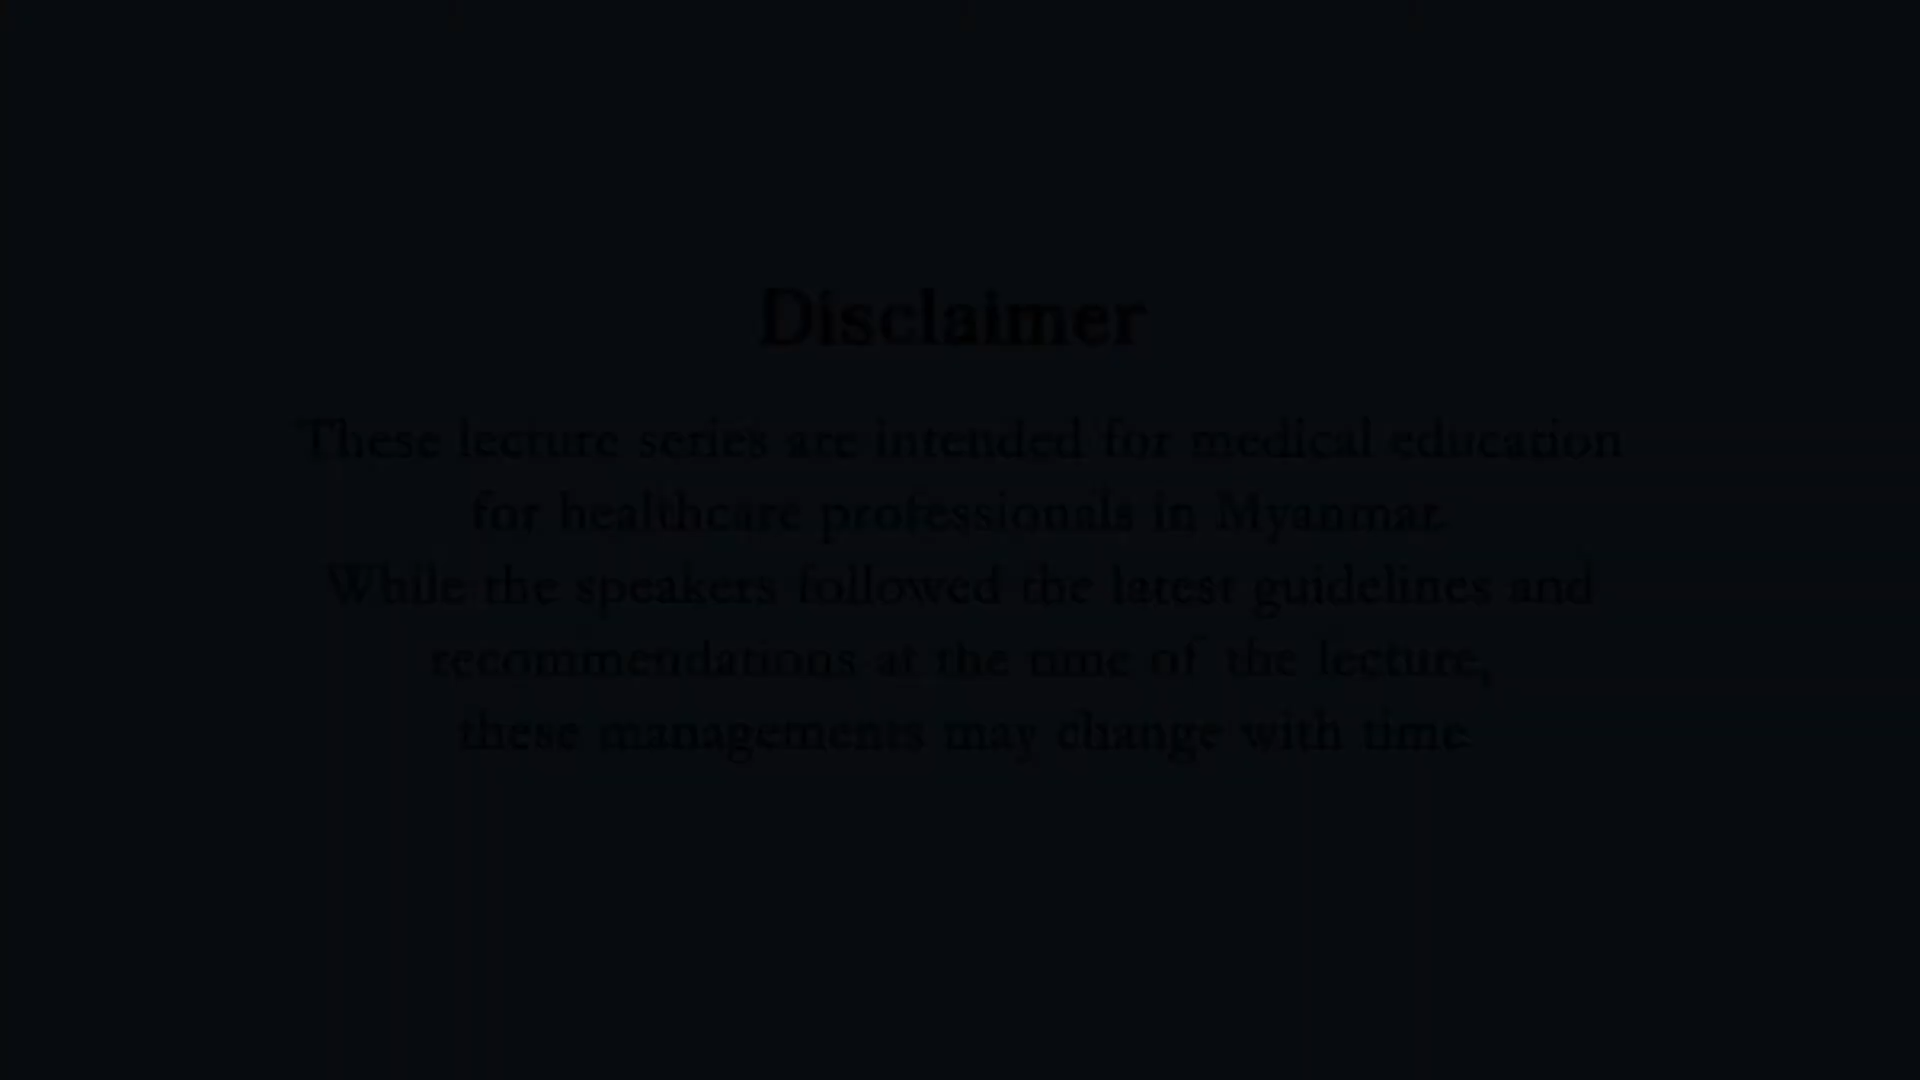 Disclaimer
These lecture series are intended for medical education
for healthcare professionals in Myanmar.
While the speakers followed the latest guidelines and
recommendations at the time of the lecture,
these managements may change with time